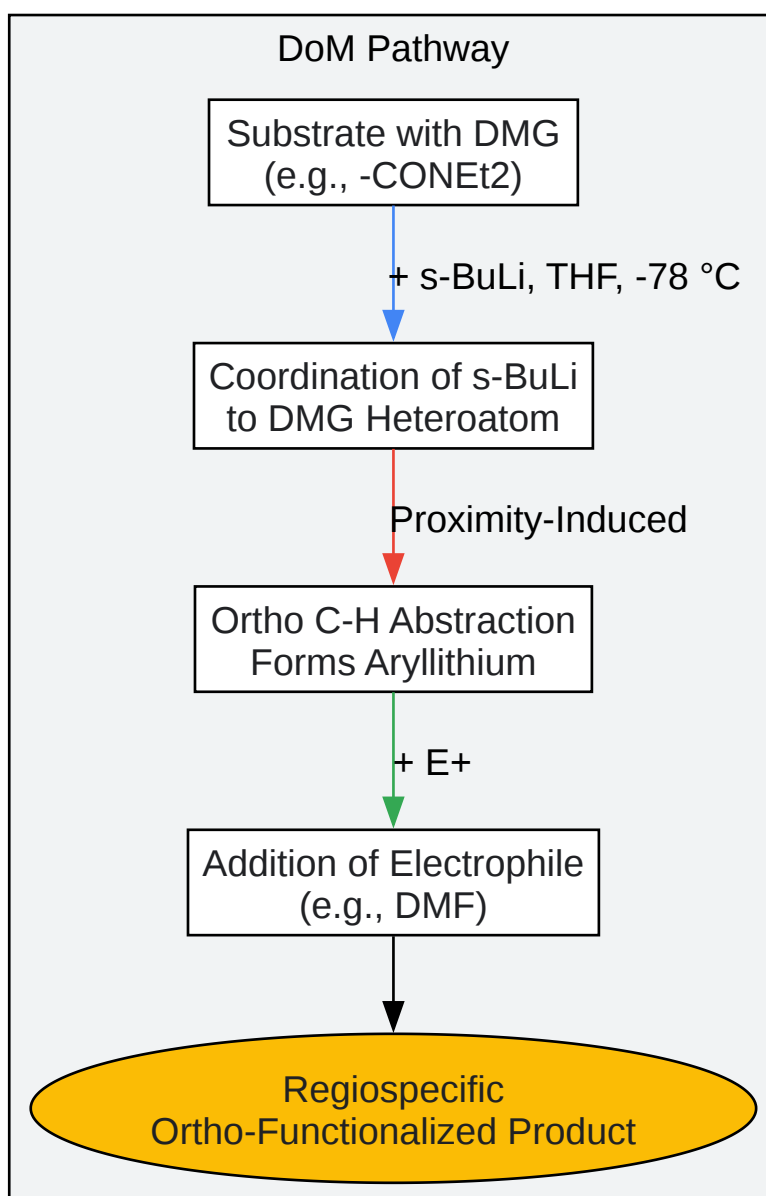 DoM Pathway
Substrate with DMG
(e.g., -CONEt2)
+ s-BuLi, THF, -78 °C
Coordination of s-BuLi
to DMG Heteroatom
Proximity-Induced
Ortho C-H Abstraction
Forms Aryllithium
+ E+
Addition of Electrophile
(e.g., DMF)
Regiospecific
Ortho-Functionalized Product